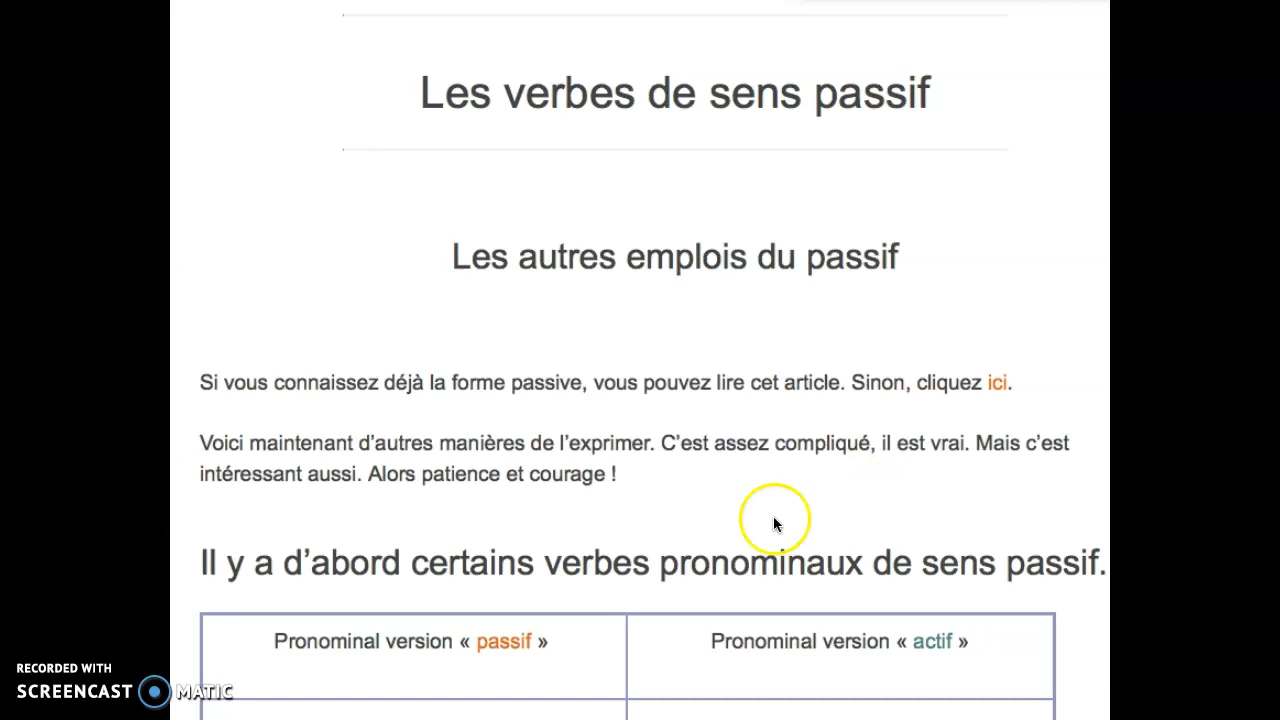 Les verbes de sens passif
Les autres emplois du passif
Si vous connaissez déjà la forme passive, vous pouvez lire cet article. Sinon, cliquez ici.
Voici maintenant d’autres manières de l’exprimer. C’est assez compliqué, il est vrai. Mais c’est
intéressant aussi. Alors patience et courage !
Il y a d’abord certains verbes pronominaux de sens passif.
Pronominal version « passif »
Pronominal version « actif »
RECORDED WITH
SCREENCAST MATIC